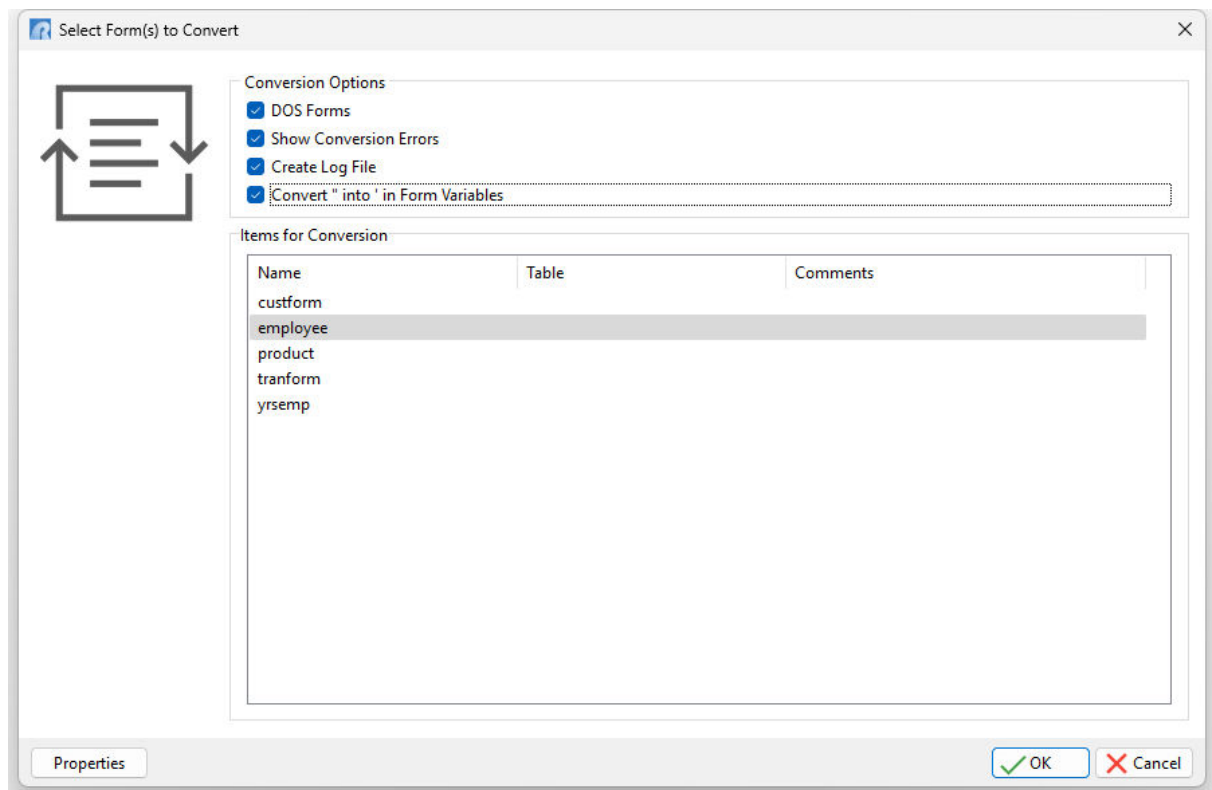 Select Form(s) to Convert
Conversion Options
DOS Forms
Show Conversion Errors
Create Log File
Convert " into ' in Form Variables
Items for Conversion
Name Table Comments
custform
employee
product
tranform
yrsemp
Properties OK Cancel